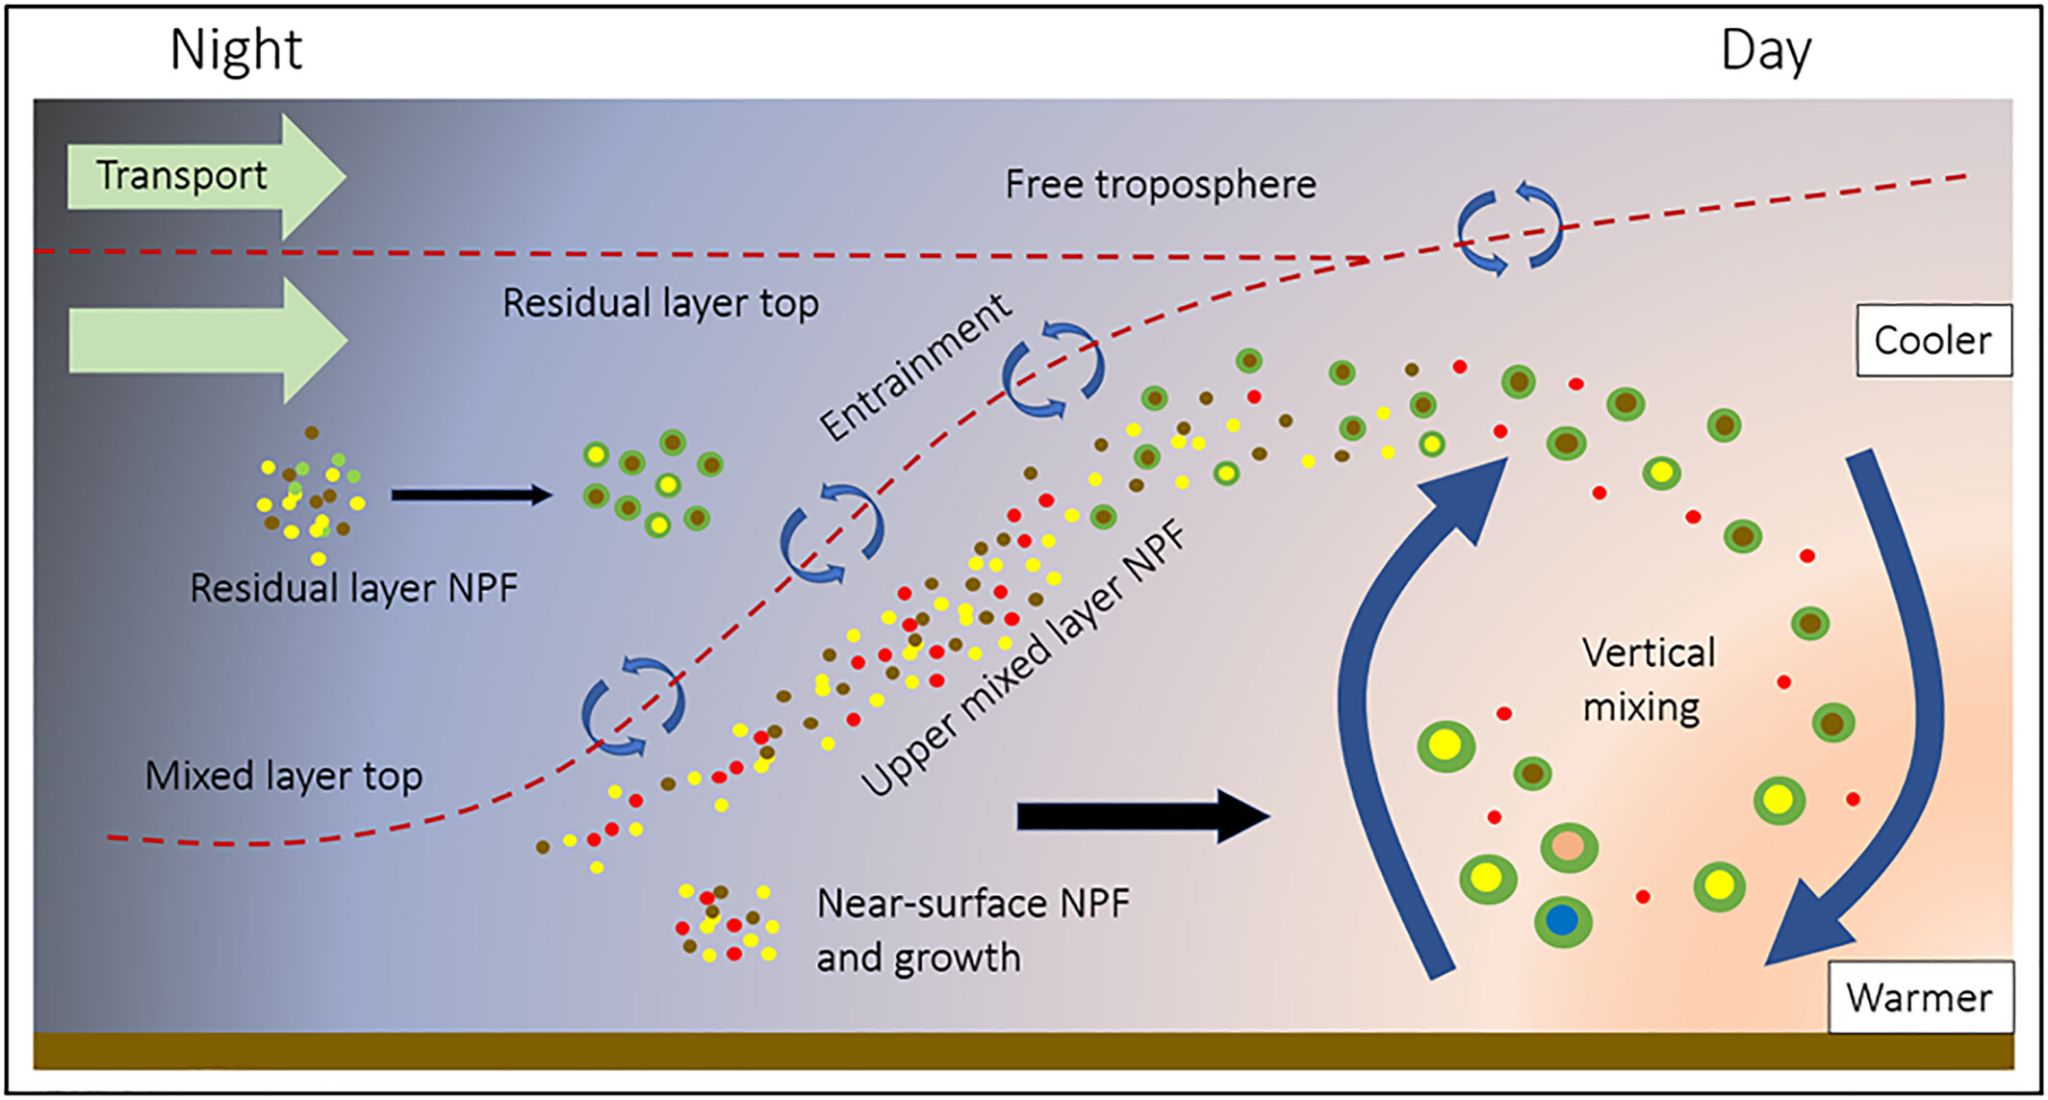 Night
Day
Transport
Free troposphere
Residual layer top
Entrainment
Cooler
Residual layer NPF
Upper mixed layer NPF
Vertical
mixing
Mixed layer top
Near-surface NPF
and growth
Warmer